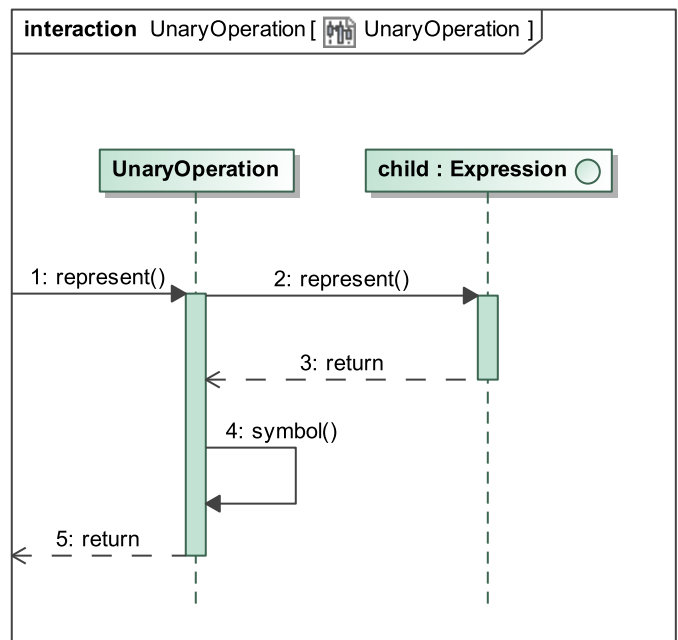 interaction UnaryOperation [ UnaryOperation ]
UnaryOperation
child : Expression
1: represent()
2: represent()
3: return
4: symbol()
5: return